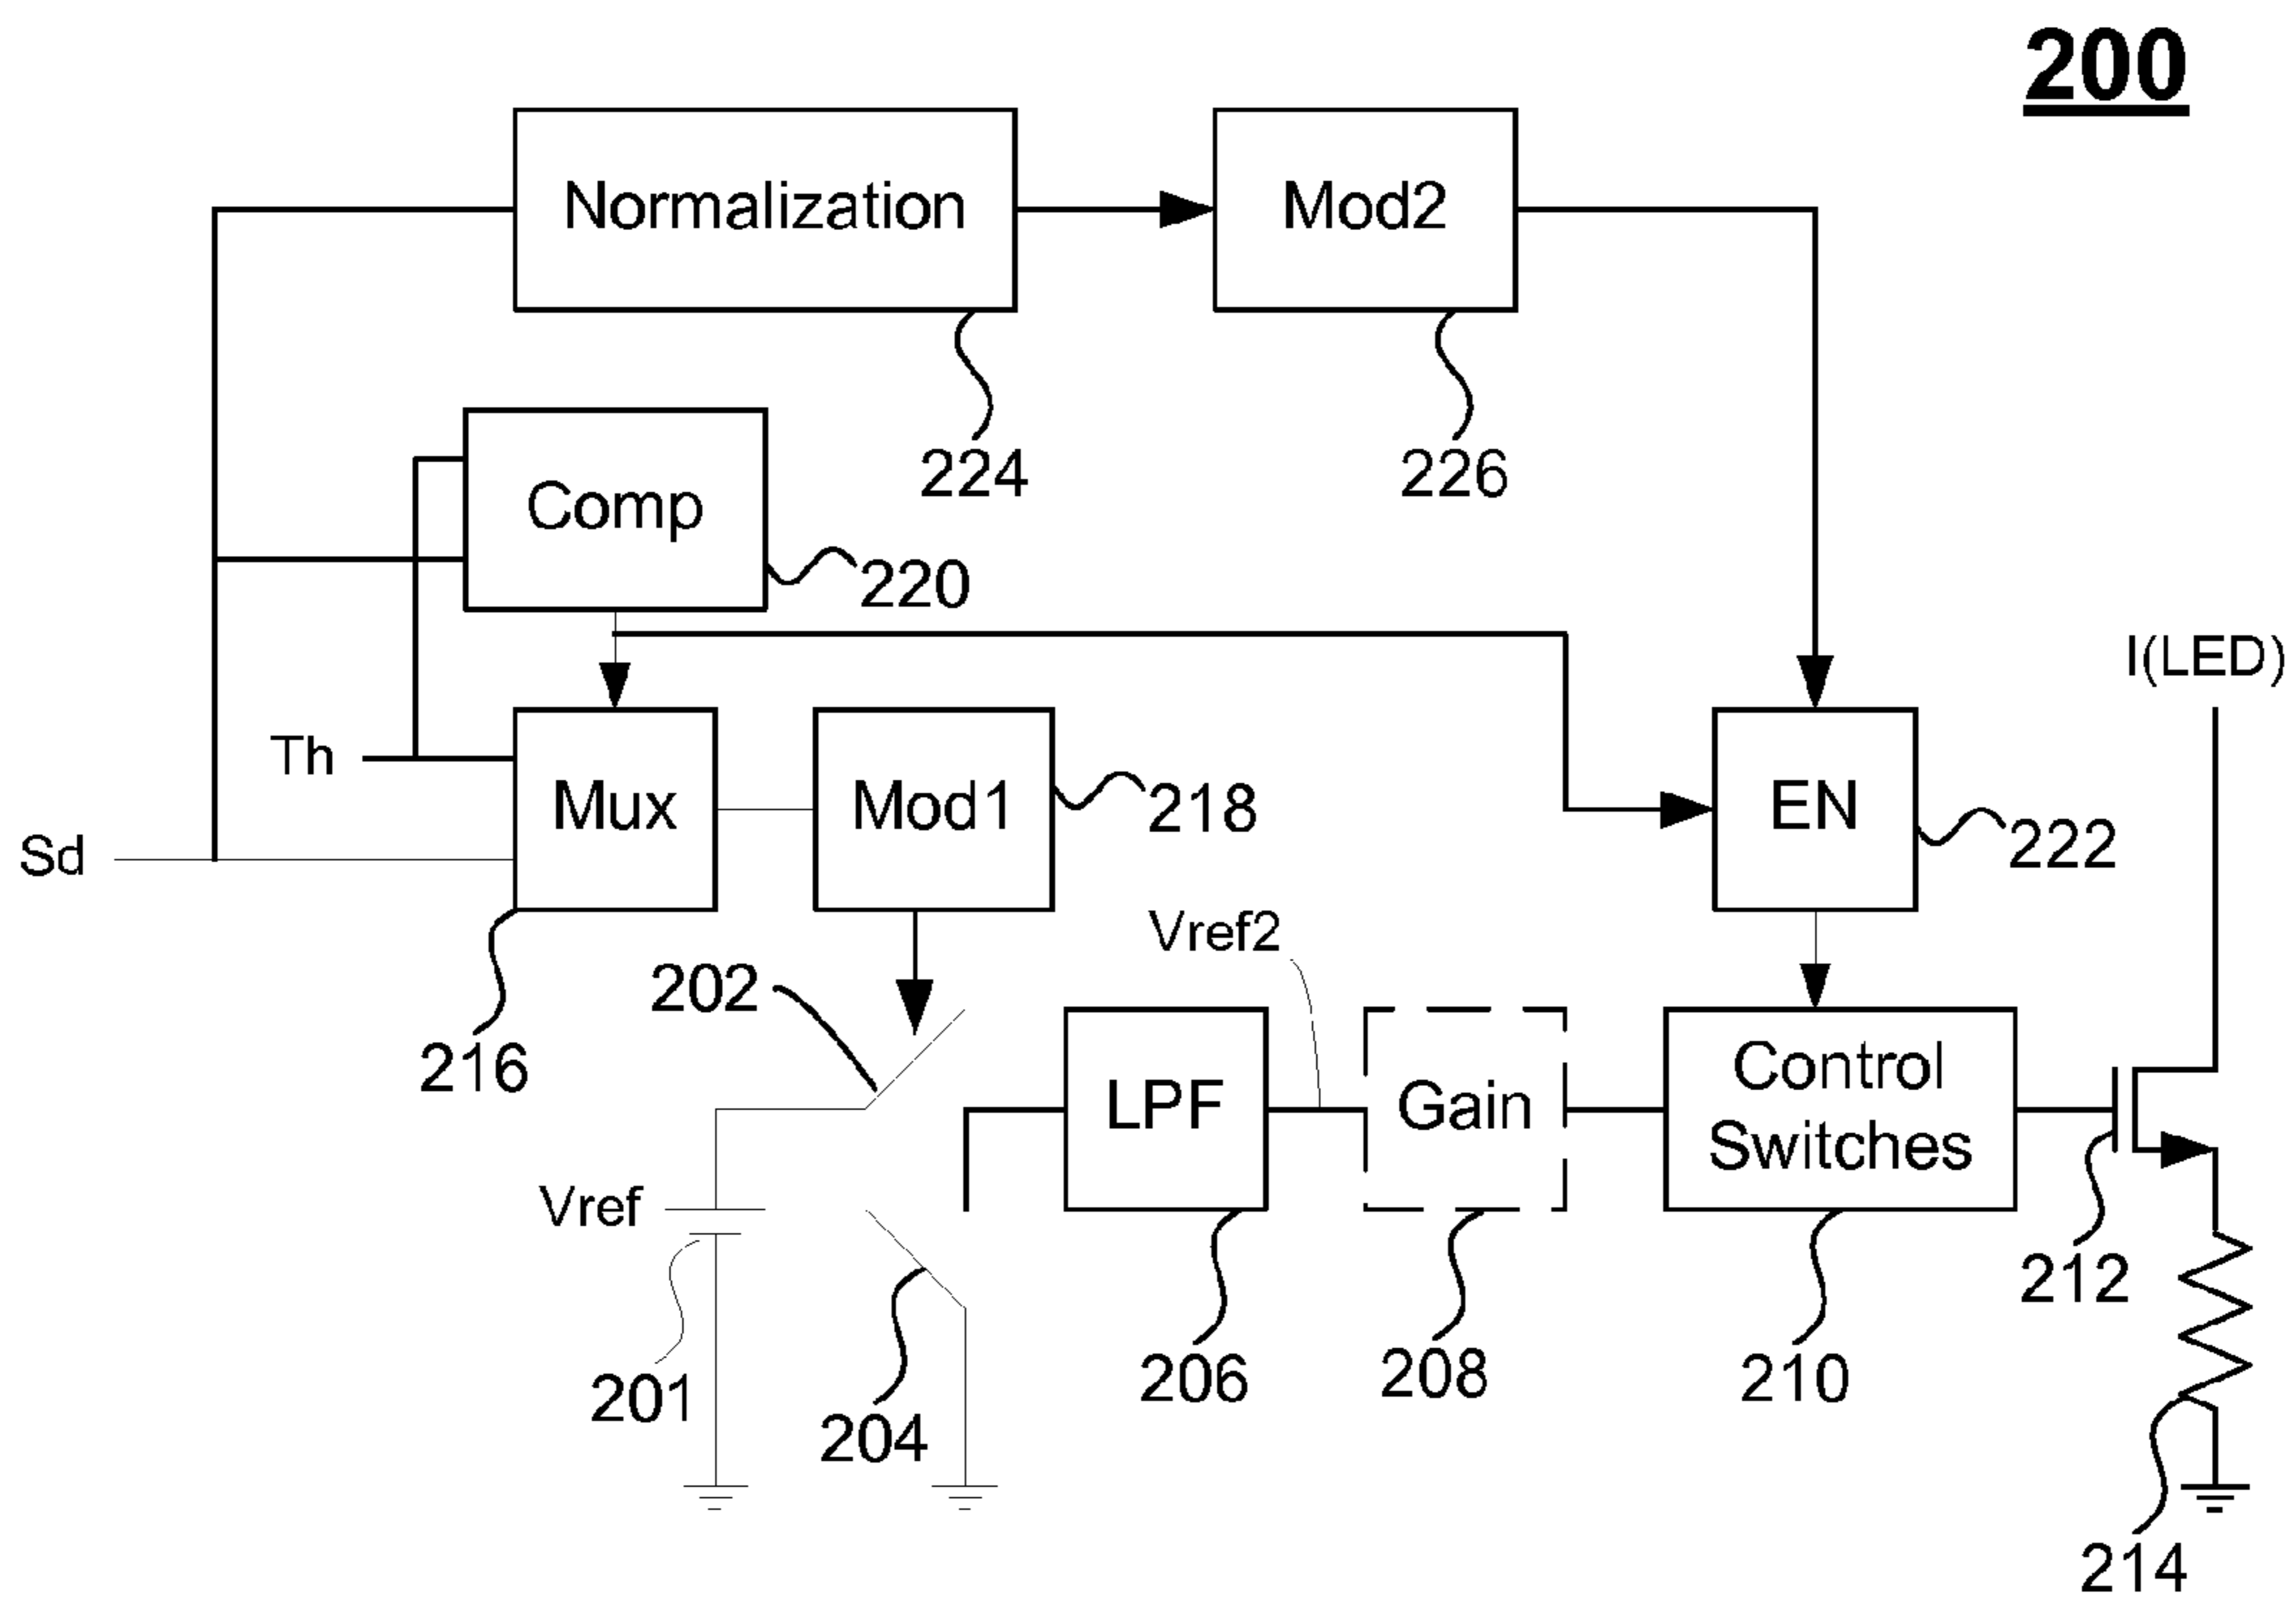 200
Normalization
Mod2
224
226
Comp
220
I(LED)
Th
Mux
Mod1
218
EN
222
Sd
Vref2
202
216
LPF
Gain
Control
Switches
Vref
201
204
206
208
210
212
214